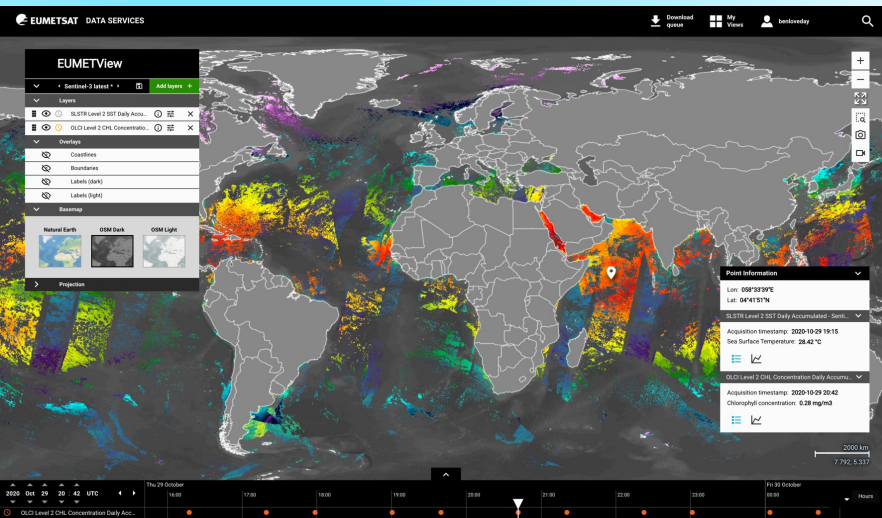 EUMETSAT DATA SERVICES
Download queue
My Views
benloveday
EUMETView
Sentinel-3 latest *
Add layers +
Layers
SLSTR Level 2 SST Daily Accu...
OLCI Level 2 CHL Concentratio...
Overlays
Coastlines
Boundaries
Labels (dark)
Labels (light)
Basemap
Natural Earth OSM Dark OSM Light
Projection
Point Information
Lon: 058°33'39"E
Lat: 04°41'51"N
SLSTR Level 2 SST Daily Accumulated - Senti...
Acquisition timestamp: 2020-10-29 19:15
Sea Surface Temperature: 28.42 °C
OLCI Level 2 CHL Concentration Daily Accumu...
Acquisition timestamp: 2020-10-29 20:42
Chlorophyll concentration: 0.28 mg/m3
2000 km
7.792, 5.337
Thu 29 October
Fri 30 October
2020 Oct 29 20 : 42 UTC
16:00 17:00 18:00 19:00 20:00 21:00 22:00 23:00 00:00
Hours
OLCI Level 2 CHL Concentration Daily Acc...